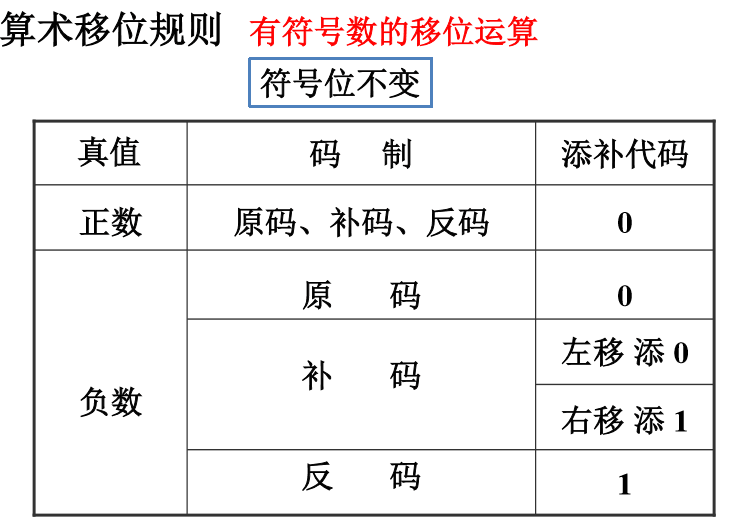 算术移位规则 有符号数的移位运算
符号位不变
真值 码 制 添补代码
正数 原码、补码、反码 0
原 码 0
补 码 左移 添 0
负数
右移 添 1
反 码 1